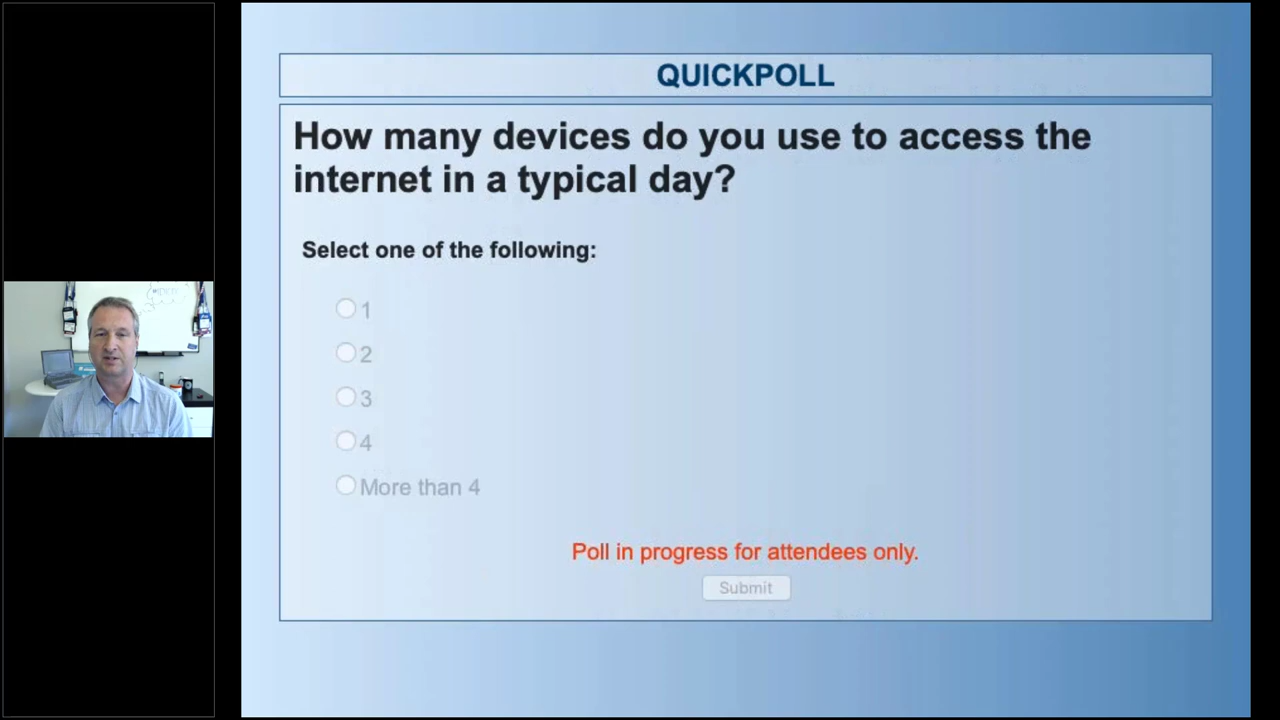 QUICKPOLL
How many devices do you use to access the
internet in a typical day?
Select one of the following:
1
2
3
4
More than 4
Poll in progress for attendees only.
Submit